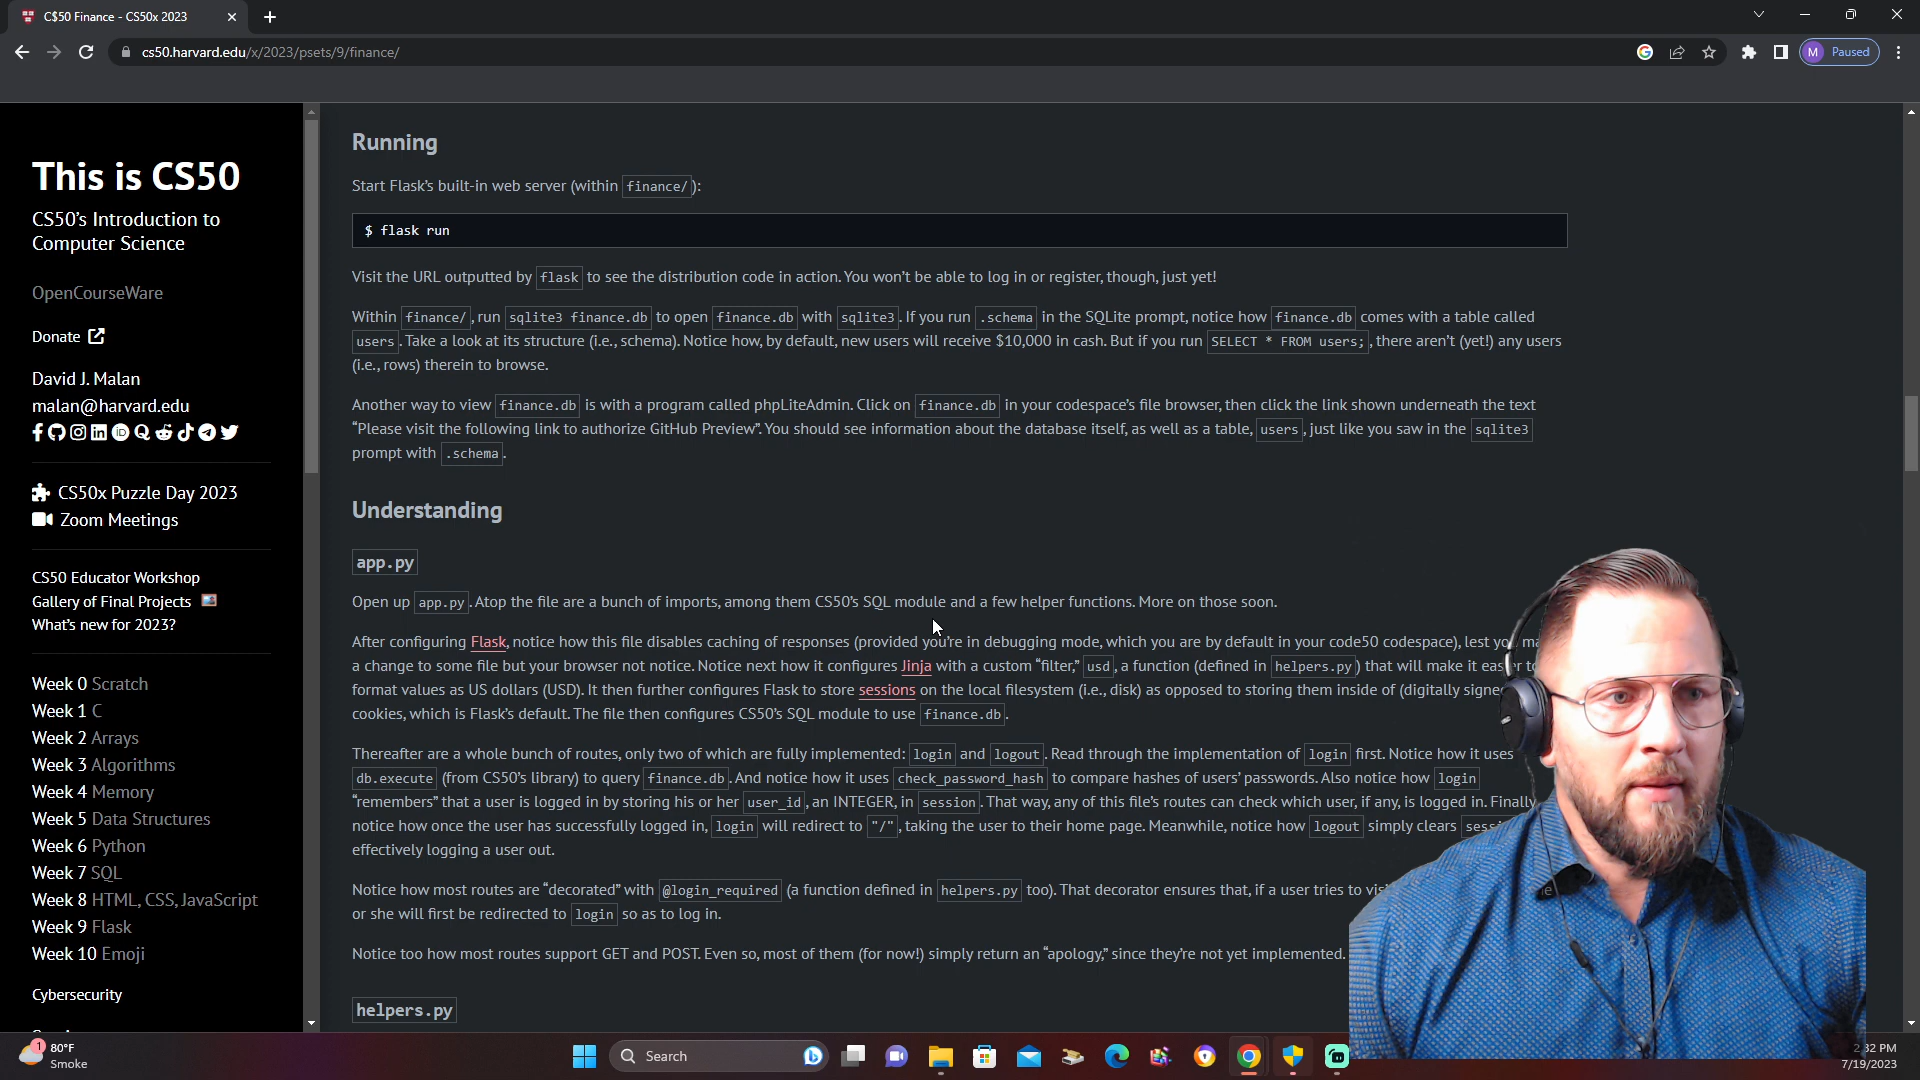 C$50 Finance - CS50x 2023
cs50.harvard.edu/x/2023/psets/9/finance/
M Paused
This is CS50
CS50's Introduction to
Computer Science
OpenCourseWare
Donate
David J. Malan
malan@harvard.edu
CS50x Puzzle Day 2023
Zoom Meetings
CS50 Educator Workshop
Gallery of Final Projects
What's new for 2023?
Week 0 Scratch
Week 1 C
Week 2 Arrays
Week 3 Algorithms
Week 4 Memory
Week 5 Data Structures
Week 6 Python
Week 7 SQL
Week 8 HTML, CSS, JavaScript
Week 9 Flask
Week 10 Emoji
Cybersecurity
Running
Start Flask's built-in web server (within finance/):
$ flask run
Visit the URL outputted by flask to see the distribution code in action. You won't be able to log in or register, though, just yet!
Within finance/, run sqlite3 finance.db to open finance.db with sqlite3. If you run .schema in the SQLite prompt, notice how finance.db comes with a table called
users. Take a look at its structure (i.e., schema). Notice how, by default, new users will receive $10,000 in cash. But if you run SELECT * FROM users;, there aren't (yet!) any users
(i.e., rows) therein to browse.
Another way to view finance.db is with a program called phpLiteAdmin. Click on finance.db in your codespace's file browser, then click the link shown underneath the text
“Please visit the following link to authorize GitHub Preview”. You should see information about the database itself, as well as a table, users, just like you saw in the sqlite3
prompt with .schema.
Understanding
app.py
Open up app.py. Atop the file are a bunch of imports, among them CS50's SQL module and a few helper functions. More on those soon.
After configuring Flask, notice how this file disables caching of responses (provided you're in debugging mode, which you are by default in your code50 codespace), lest you
a change to some file but your browser not notice. Notice next how it configures Jinja with a custom “filter,” usd, a function (defined in helpers.py) that will make it easier to
format values as US dollars (USD). It then further configures Flask to store sessions on the local filesystem (i.e., disk) as opposed to storing them inside of (digitally signe
cookies, which is Flask's default. The file then configures CS50's SQL module to use finance.db.
Thereafter are a whole bunch of routes, only two of which are fully implemented: login and logout. Read through the implementation of login first. Notice how it uses
db.execute (from CS50's library) to query finance.db. And notice how it uses check_password_hash to compare hashes of users' passwords. Also notice how login
“remembers” that a user is logged in by storing his or her user_id, an INTEGER, in session. That way, any of this file's routes can check which user, if any, is logged in. Finally
notice how once the user has successfully logged in, login will redirect to "/", taking the user to their home page. Meanwhile, notice how logout simply clears
effectively logging a user out.
Notice how most routes are “decorated” with @login_required (a function defined in helpers.py too). That decorator ensures that, if a user tries to
or she will first be redirected to login so as to log in.
Notice too how most routes support GET and POST. Even so, most of them (for now!) simply return an “apology,” since they're not yet implemented.
helpers.py
1
80°F
Smoke
Search
32 PM
7/19/2023